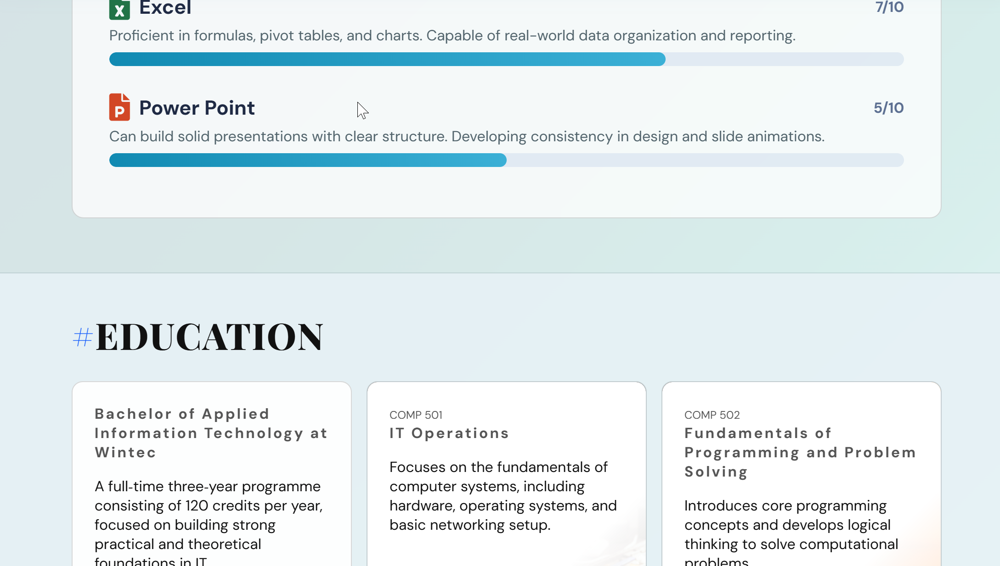 Excel
7/10
Proficient in formulas, pivot tables, and charts. Capable of real-world data organization and reporting.
Power Point
5/10
Can build solid presentations with clear structure. Developing consistency in design and slide animations.
#EDUCATION
Bachelor of Applied
Information Technology at
Wintec
A full-time three-year programme
consisting of 120 credits per year,
focused on building strong
practical and theoretical
foundations in IT.
COMP 501
IT Operations
Focuses on the fundamentals of
computer systems, including
hardware, operating systems, and
basic networking setup.
COMP 502
Fundamentals of
Programming and Problem
Solving
Introduces core programming
concepts and develops logical
thinking to solve computational
problems.